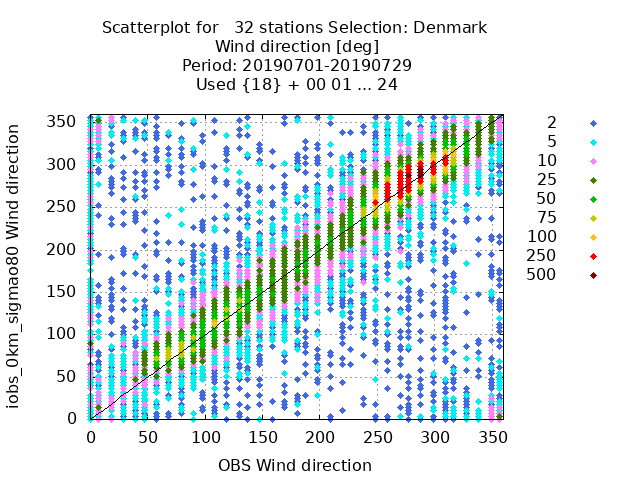 Scatterplot for   32 stations Selection: Denmark
Wind direction [deg]
Period: 20190701-20190729
Used {18} + 00 01 ... 24
iobs_0km_sigmao80 Wind direction
350
300
250
200
150
100
50
0
0 50 100 150 200 250 300 350
OBS Wind direction
2
5
10
25
50
75
100
250
500